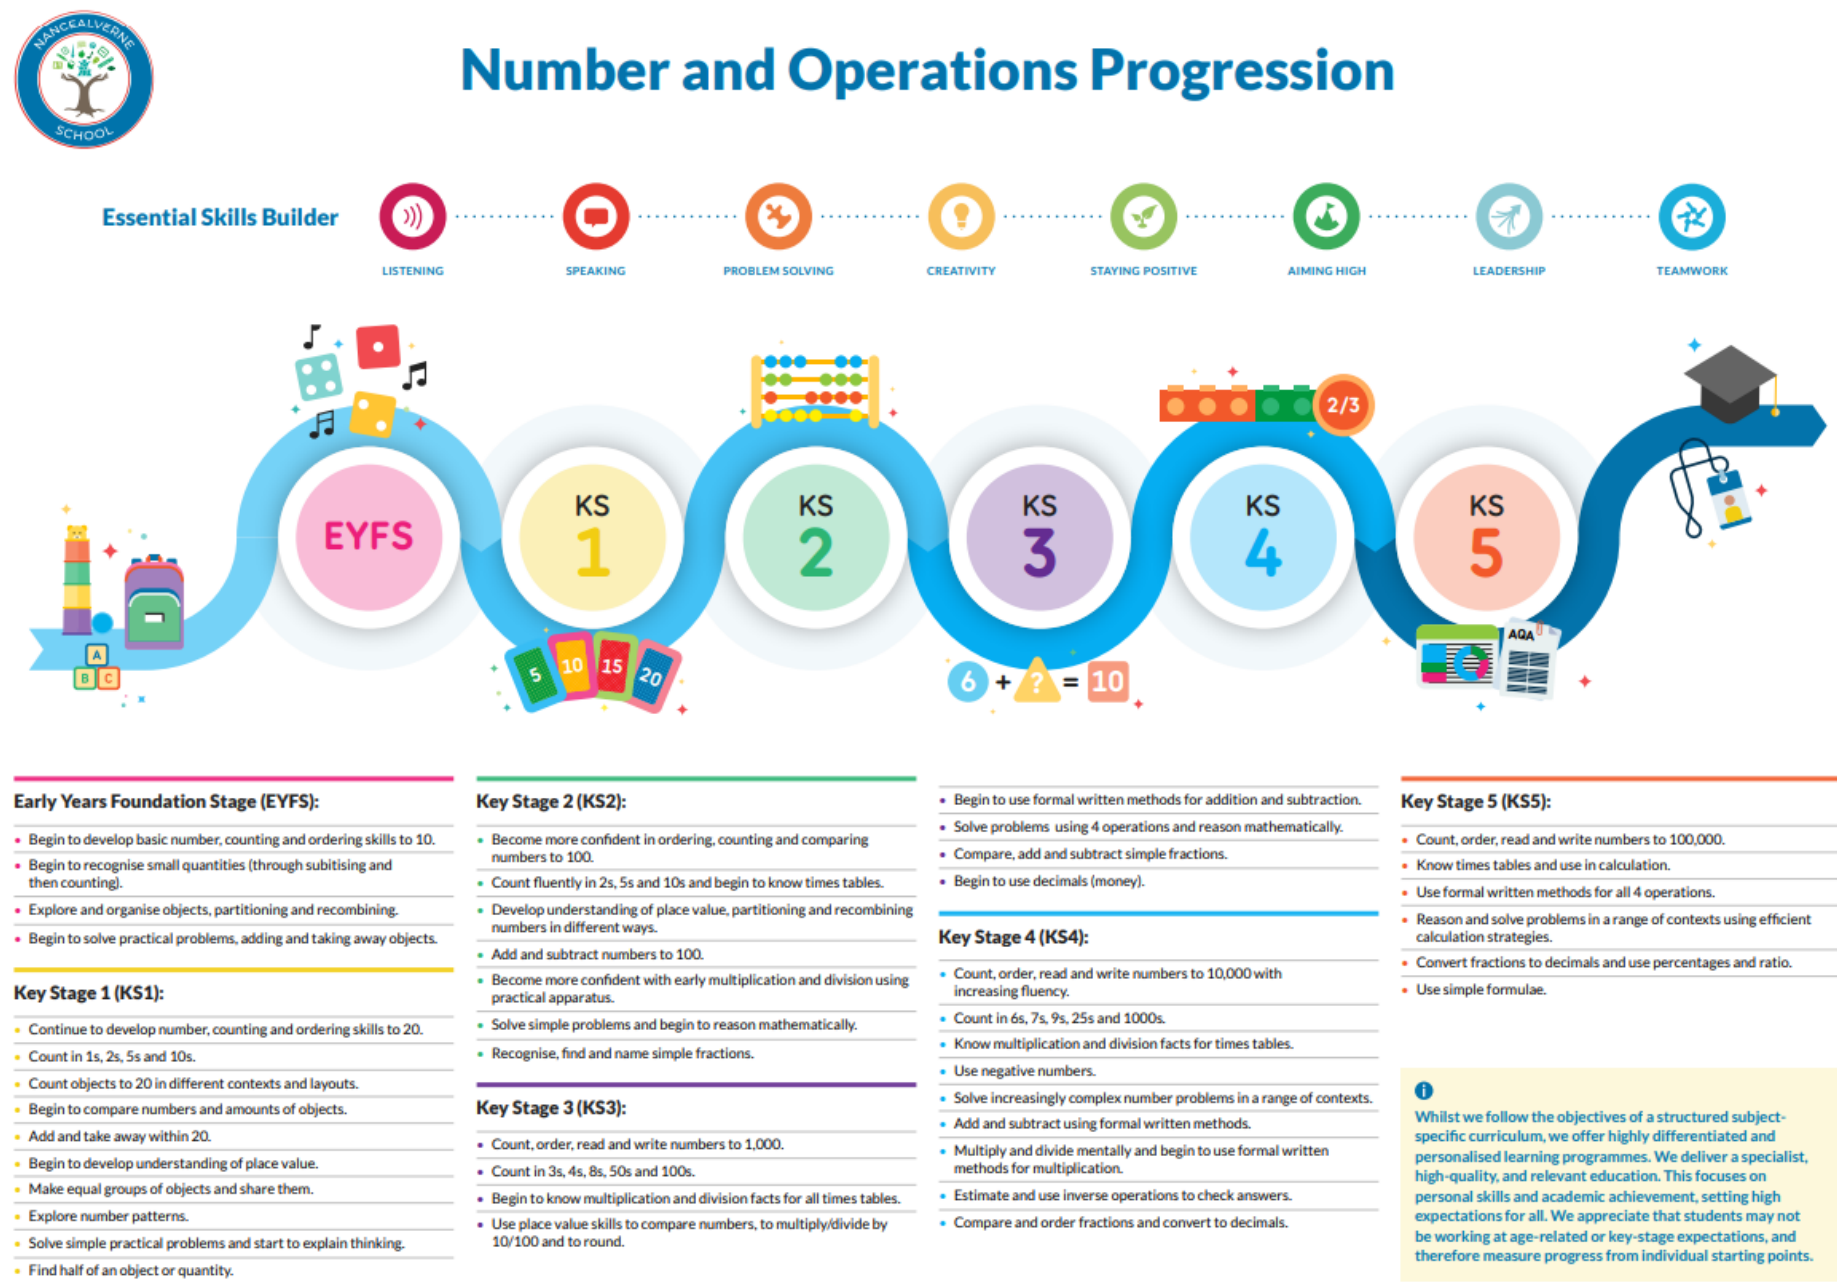 NANCEALVERNE
SCHOOL
Number and Operations Progression
Essential Skills Builder
LISTENING
SPEAKING
PROBLEM SOLVING
CREATIVITY
STAYING POSITIVE
AIMING HIGH
LEADERSHIP
TEAMWORK
2/3
EYFS
KS
1
KS
2
KS
3
KS
4
KS
5
A
B C
5
10
15
20
6 + ? = 10
AQA
Early Years Foundation Stage (EYFS):
• Begin to develop basic number, counting and ordering skills to 10.
• Begin to recognise small quantities (through subitising and
then counting).
• Explore and organise objects, partitioning and recombining.
• Begin to solve practical problems, adding and taking away objects.
Key Stage 1 (KS1):
• Continue to develop number, counting and ordering skills to 20.
• Count in 1s, 2s, 5s and 10s.
• Count objects to 20 in different contexts and layouts.
• Begin to compare numbers and amounts of objects.
• Add and take away within 20.
• Begin to develop understanding of place value.
• Make equal groups of objects and share them.
• Explore number patterns.
• Solve simple practical problems and start to explain thinking.
• Find half of an object or quantity.
Key Stage 2 (KS2):
• Become more confident in ordering, counting and comparing
numbers to 100.
• Count fluently in 2s, 5s and 10s and begin to know times tables.
• Develop understanding of place value, partitioning and recombining
numbers in different ways.
• Add and subtract numbers to 100.
• Become more confident with early multiplication and division using
practical apparatus.
• Solve simple problems and begin to reason mathematically.
• Recognise, find and name simple fractions.
Key Stage 3 (KS3):
• Count, order, read and write numbers to 1,000.
• Count in 3s, 4s, 8s, 50s and 100s.
• Begin to know multiplication and division facts for all times tables.
• Use place value skills to compare numbers, to multiply/divide by
10/100 and to round.
• Begin to use formal written methods for addition and subtraction.
• Solve problems using 4 operations and reason mathematically.
• Compare, add and subtract simple fractions.
• Begin to use decimals (money).
Key Stage 4 (KS4):
• Count, order, read and write numbers to 10,000 with
increasing fluency.
• Count in 6s, 7s, 9s, 25s and 1000s.
• Know multiplication and division facts for times tables.
• Use negative numbers.
• Solve increasingly complex number problems in a range of contexts.
• Add and subtract using formal written methods.
• Multiply and divide mentally and begin to use formal written
methods for multiplication.
• Estimate and use inverse operations to check answers.
• Compare and order fractions and convert to decimals.
Key Stage 5 (KS5):
• Count, order, read and write numbers to 100,000.
• Know times tables and use in calculation.
• Use formal written methods for all 4 operations.
• Reason and solve problems in a range of contexts using efficient
calculation strategies.
• Convert fractions to decimals and use percentages and ratio.
• Use simple formulae.
i
Whilst we follow the objectives of a structured subject-
specific curriculum, we offer highly differentiated and
personalised learning programmes. We deliver a specialist,
high-quality, and relevant education. This focuses on
personal skills and academic achievement, setting high
expectations for all. We appreciate that students may not
be working at age-related or key-stage expectations, and
therefore measure progress from individual starting points.